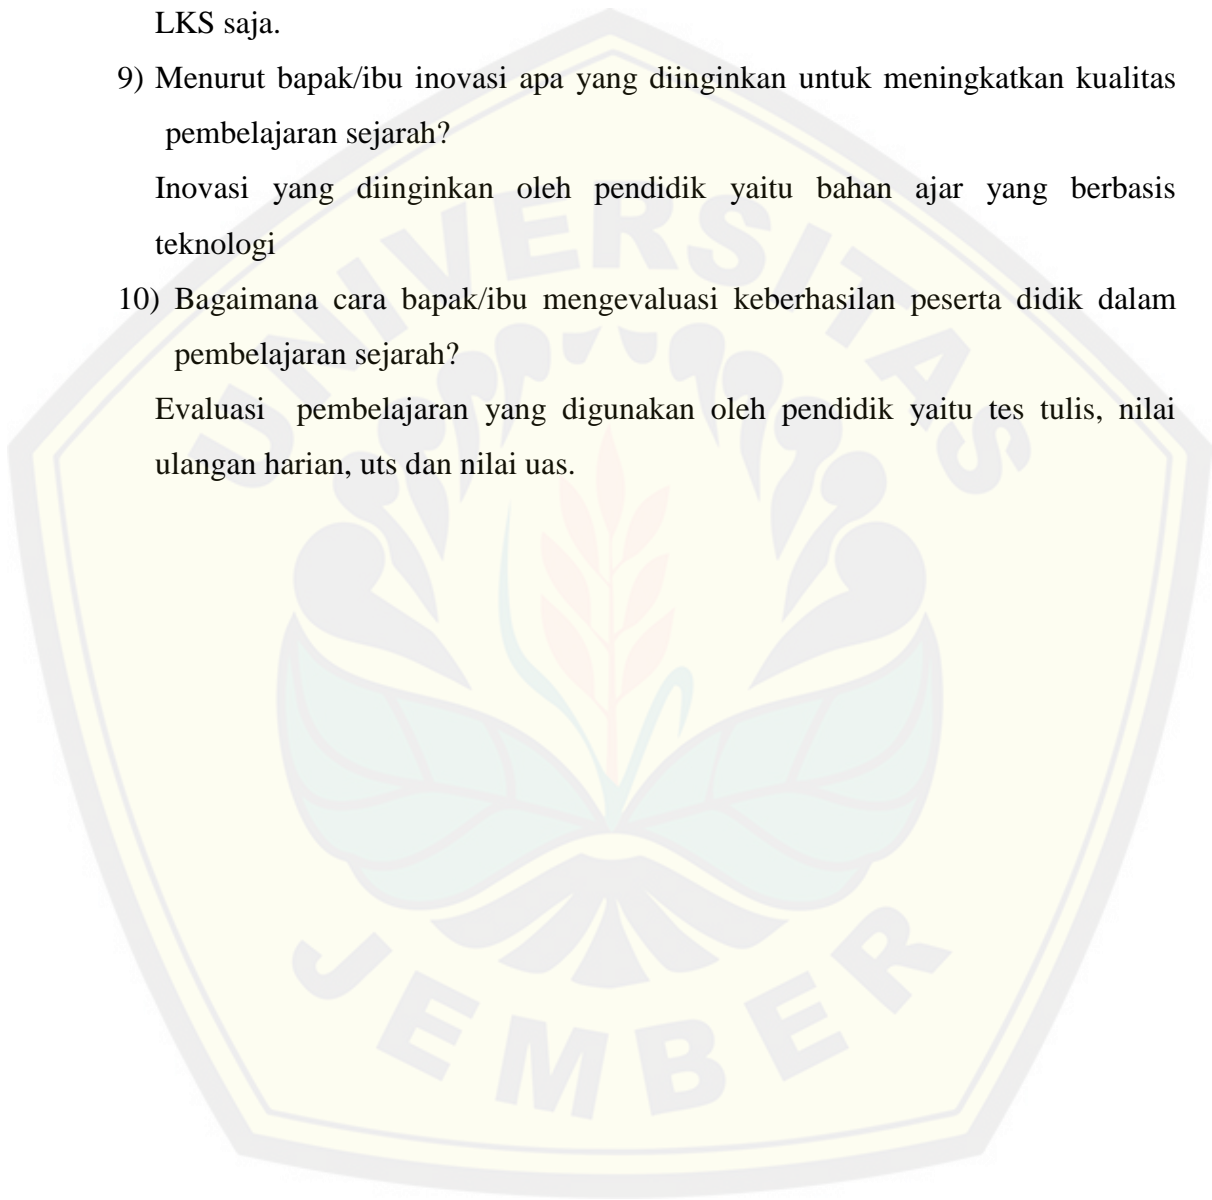 LKS saja.
9) Menurut bapak/ibu inovasi apa yang diinginkan untuk meningkatkan kualitas
pembelajaran sejarah?
Inovasi yang diinginkan oleh pendidik yaitu bahan ajar yang berbasis
teknologi
10) Bagaimana cara bapak/ibu mengevaluasi keberhasilan peserta didik dalam
pembelajaran sejarah?
Evaluasi pembelajaran yang digunakan oleh pendidik yaitu tes tulis, nilai
ulangan harian, uts dan nilai uas.
UNIVERSITAS
JEMBER